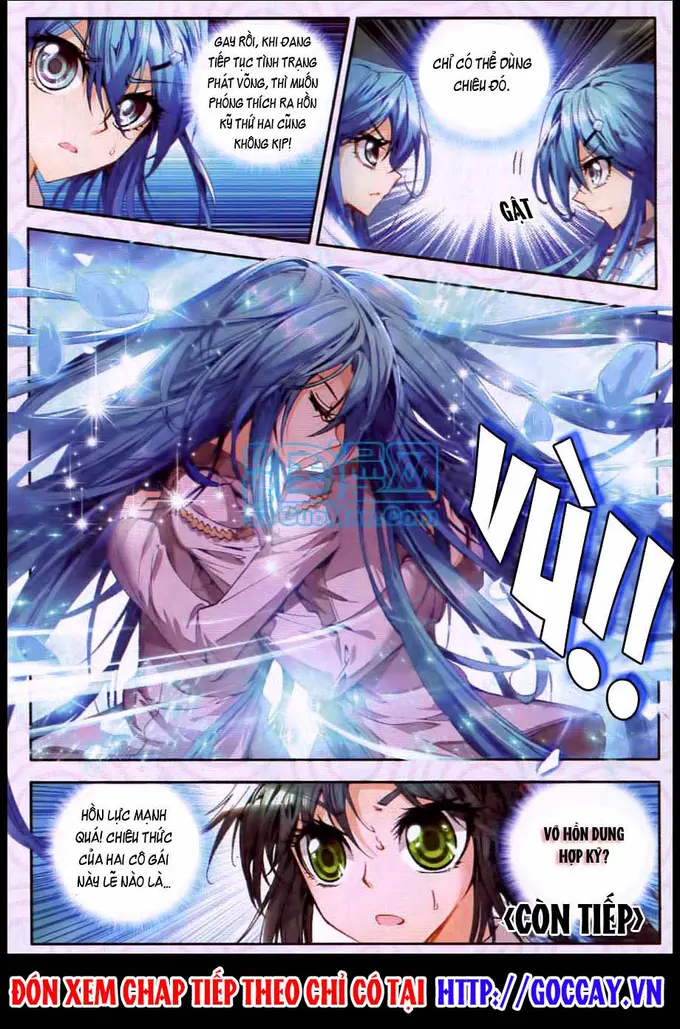 GAY RỒI, KHI ĐANG
TIẾP TỤC TÌNH TRẠNG
PHÁT VÕNG, THÌ MUỐN
PHÓNG THÍCH RA HỒN
KỸ THỨ HAI CŨNG
KHÔNG KỊP!
CHỈ CÓ THỂ DÙNG
CHIÊU ĐÓ.
GẬT
VÙ!!
HỒN LỰC MẠNH
QUÁ! CHIÊU THỨC
CỦA HAI CÔ GÁI
NÀY LẼ NÀO LÀ...
VÕ HỒN DUNG
HỢP KỸ?
<CÒN TIẾP>
ĐÓN XEM CHAP TIẾP THEO CHỈ CÓ TẠI HTTP://GOCCAY.VN